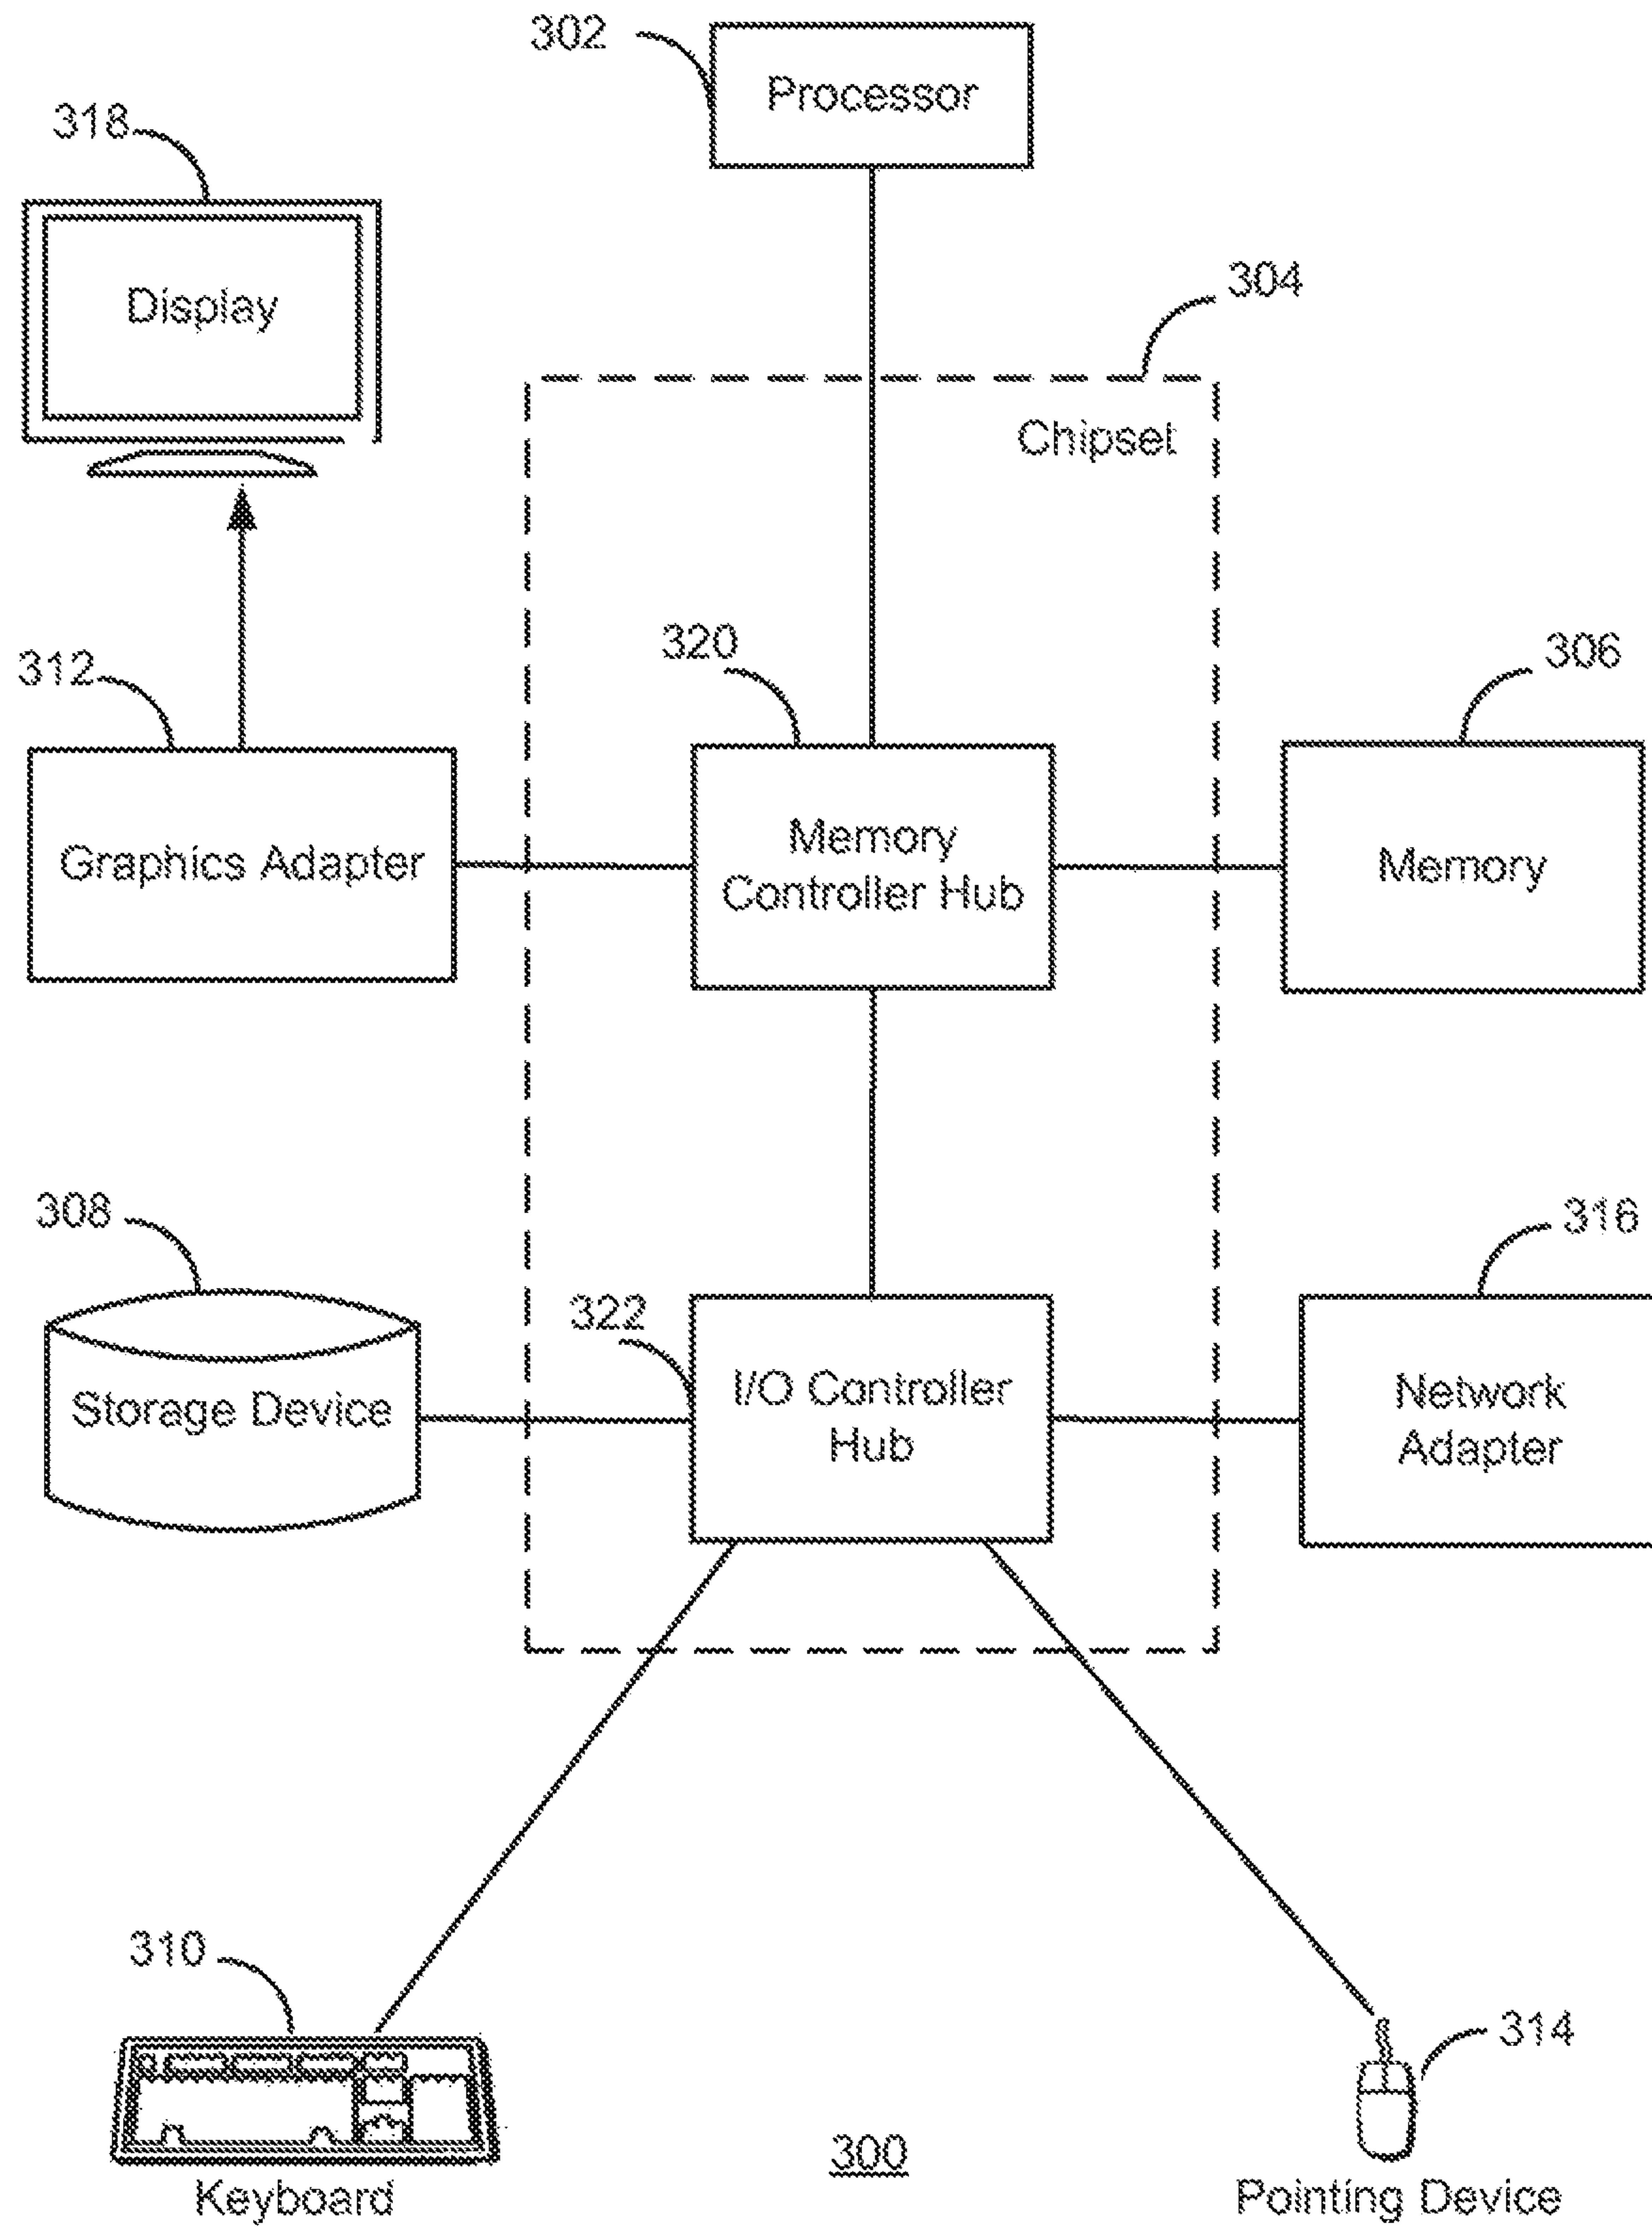 302
Processor
318
Display
304
Chipset
312
320
306
Graphics Adapter
Memory
Controller Hub
Memory
308
322
316
Storage Device
I/O Controller
Hub
Network
Adapter
310
314
300
Keyboard
Pointing Device